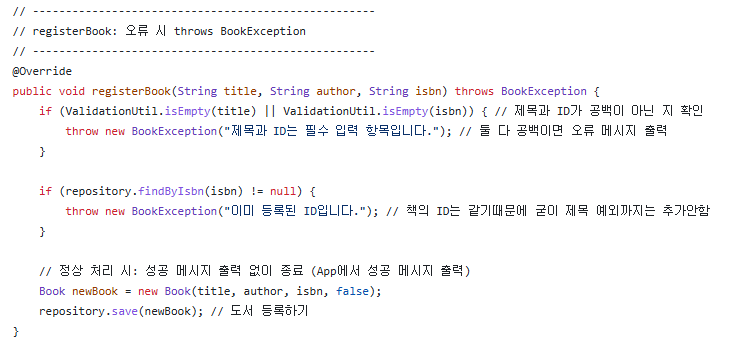 // ---------------------------------------------------
// registerBook: 오류 시 throws BookException
// ---------------------------------------------------
@Override
public void registerBook(String title, String author, String isbn) throws BookException {
    if (ValidationUtil.isEmpty(title) || ValidationUtil.isEmpty(isbn)) { // 제목과 ID가 공백이 아닌 지 확인
        throw new BookException("제목과 ID는 필수 입력 항목입니다."); // 둘 다 공백이면 오류 메시지 출력
    }

    if (repository.findByIsbn(isbn) != null) {
        throw new BookException("이미 등록된 ID입니다."); // 책의 ID는 같기때문에 굳이 제목 예외까지는 추가안함
    }

    // 정상 처리 시: 성공 메시지 출력 없이 종료 (App에서 성공 메시지 출력)
    Book newBook = new Book(title, author, isbn, false);
    repository.save(newBook); // 도서 등록하기
}